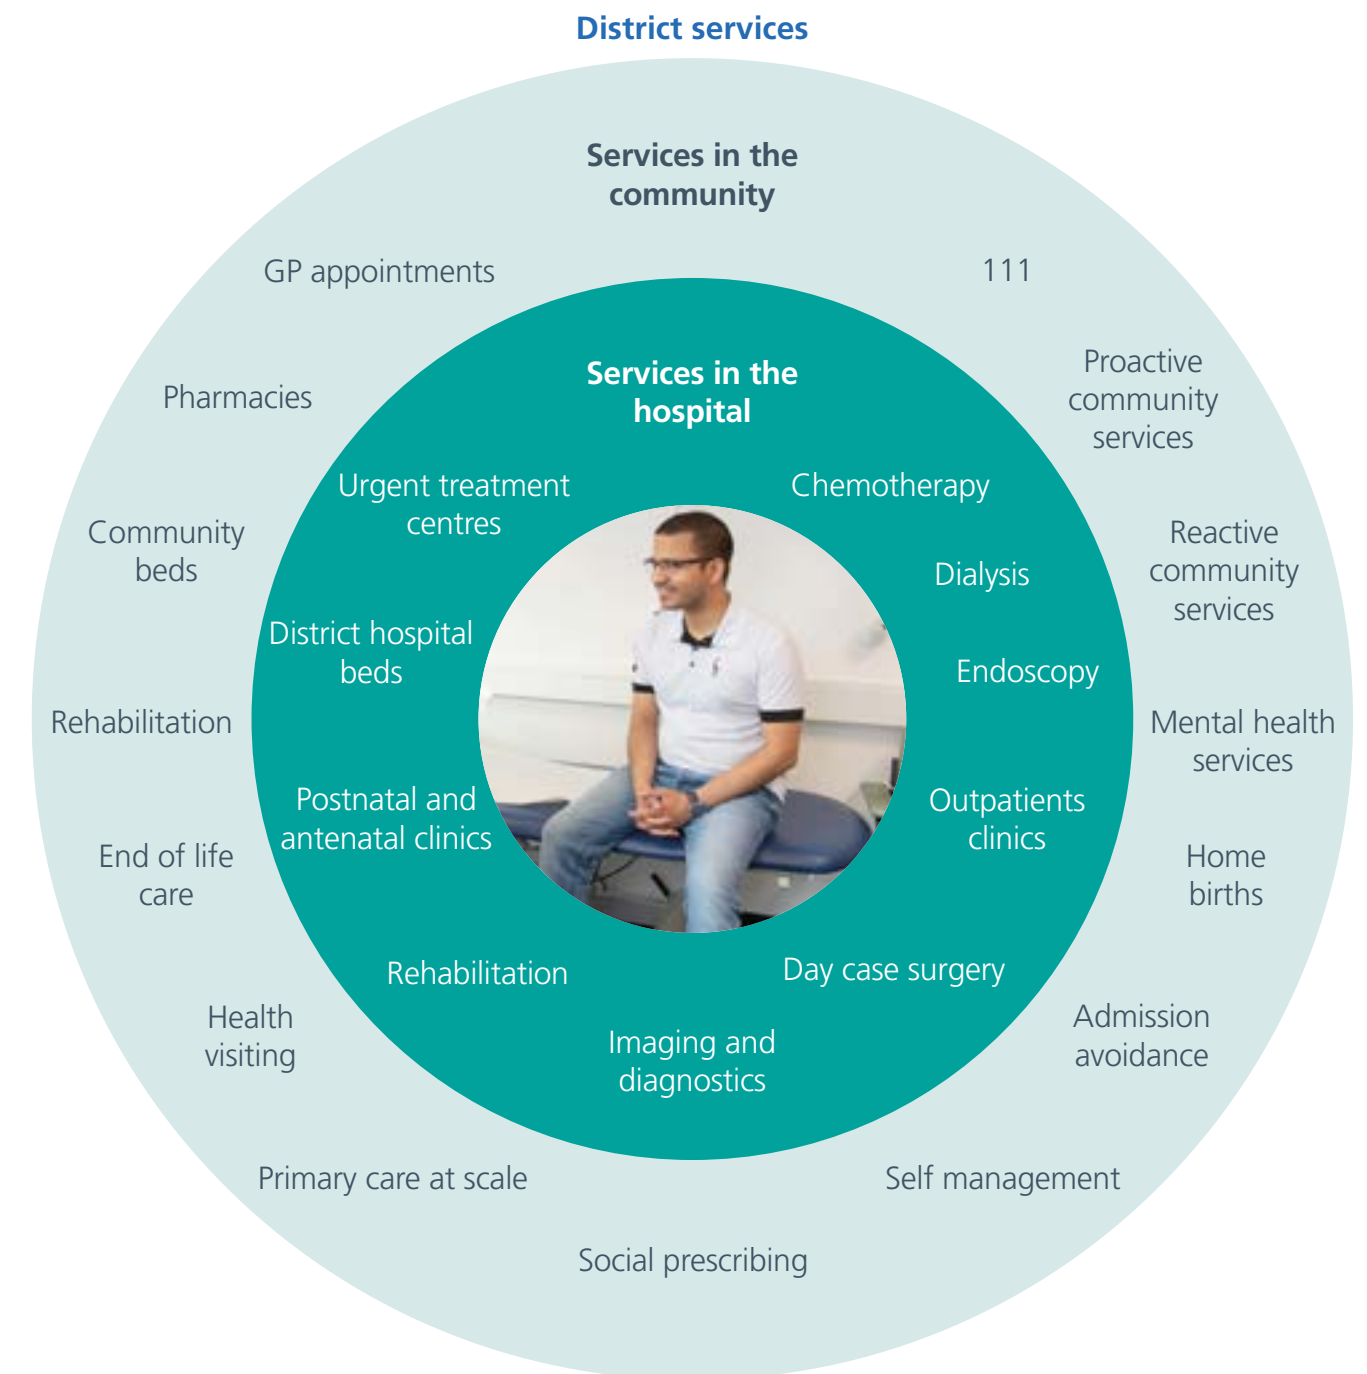 District services
Services in the
community
GP appointments
111
Pharmacies
Proactive
community
services
Community
beds
Reactive
community
services
Rehabilitation
Mental health
services
End of life
care
Home
births
Health
visiting
Admission
avoidance
Primary care at scale
Self management
Social prescribing
Services in the
hospital
Urgent treatment
centres
Chemotherapy
Dialysis
District hospital
beds
Endoscopy
Postnatal and
antenatal clinics
Outpatients
clinics
Rehabilitation
Day case surgery
Imaging and
diagnostics